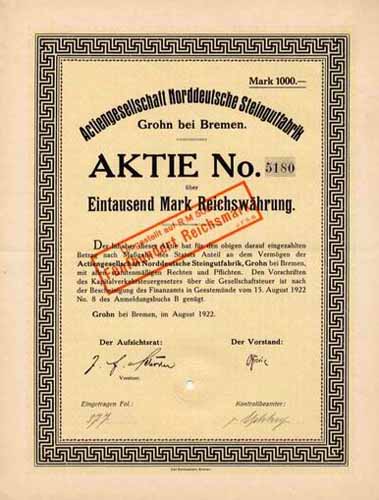 Mark 1000.—
Actiengesellschaft Norddeutsche Steingutfabrik
Grohn bei Bremen.
AKTIE No. 5180
über
Eintausend Mark Reichswährung.
gestellt auf R.M
Reichsmark
Der Inhaber dieser Aktie hat für den obigen darauf eingezahlten
Betrag nach Maßgabe des Statuts Anteil an dem Vermögen der
Actiengesellschaft Norddeutsche Steingutfabrik, Grohn bei Bremen,
mit allen statutenmäßigen Rechten und Pflichten. Den Vorschriften
des Kapitalverkehrsteuergesetzes über die Gesellschaftsteuer ist nach
der Bescheinigung des Finanzamts in Geestemünde vom 15. August 1922
No. 8 des Anmeldungsbuchs B genügt.
Grohn bei Bremen, im August 1922.
Der Aufsichtsrat:
Der Vorstand:
Vorsitzer.
Eingetragen Fol.:
Kontrollbeamter:
877